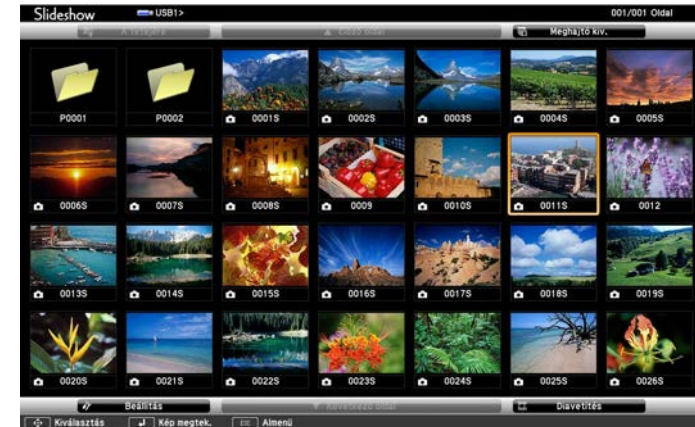 Slideshow USB1> 001/001 Oldal
A tetejére ▲ Előző oldal Meghajtó kiv.
P0001 P0002 0001S 0002S 0003S 0004S 0005S
0006S 0007S 0008S 0009 0010S 0011S 0012
0013S 0014S 0015S 0016S 0017S 0018S 0019S
0020S 0021S 0022S 0023S 0024S 0025S 0026S
Beállítás ▼ Következő oldal Diavetítés
Kiválasztás Kép megtek. Esc Almenü